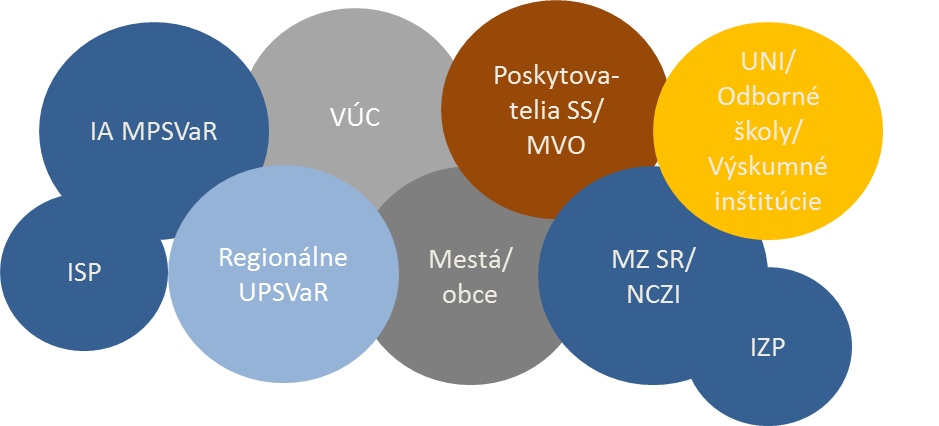 IA MPSVaR
VÚC
Poskytova-
telia SS/
MVO
UNI/
Odborné
školy/
Výskumné
inštitúcie
ISP
Regionálne
UPSVaR
Mestá/
obce
MZ SR/
NCZI
IZP